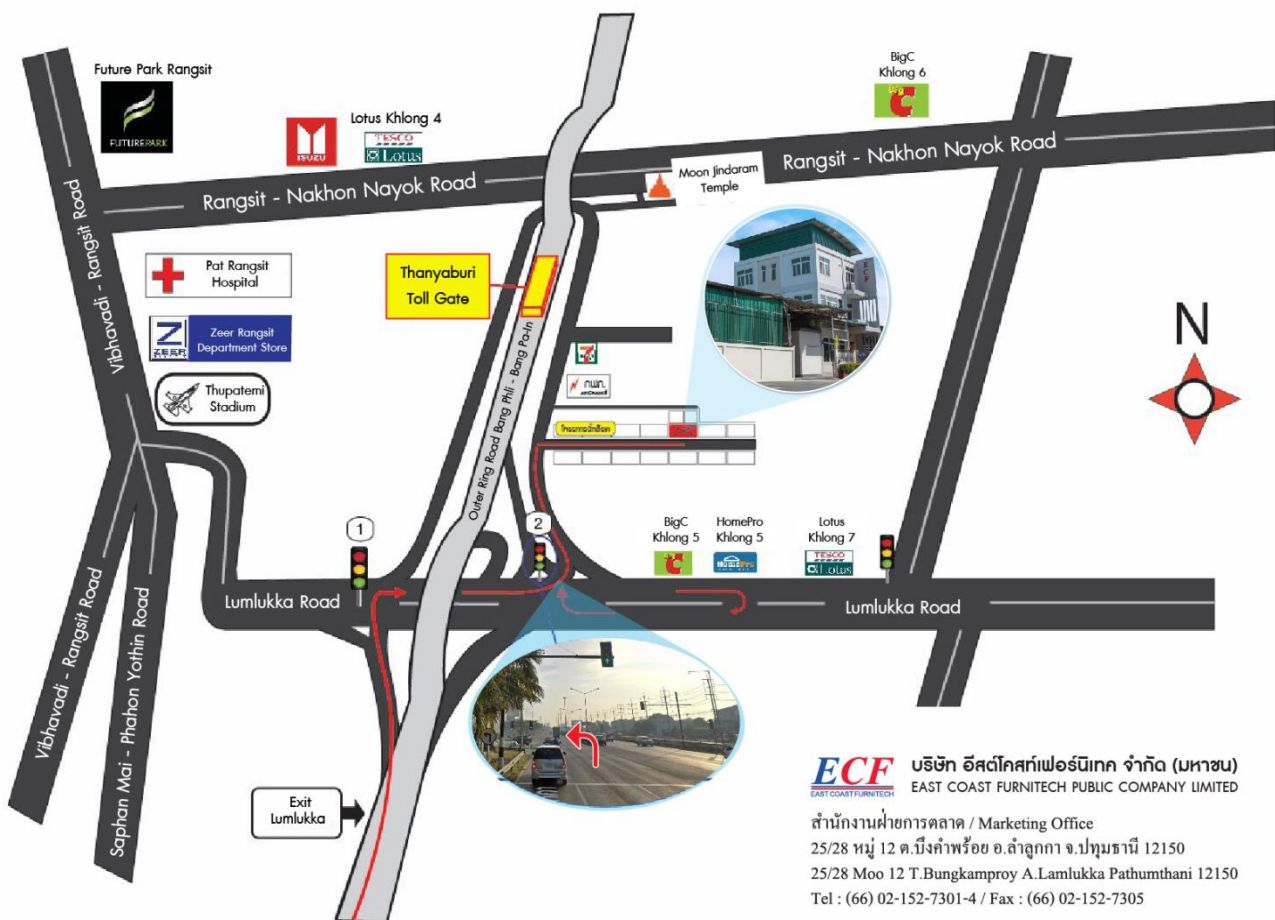 Future Park Rangsit
FUTUREPARK
ISUZU
Lotus Khlong 4
TESCO
Lotus
BigC
Khlong 6
Big
C
Rangsit - Nakhon Nayok Road
Rangsit - Nakhon Nayok Road
Moon Jindaram
Temple
Vibhavadi - Rangsit Road
Pat Rangsit
Hospital
Z
ZEER
Zeer Rangsit
Department Store
Thupatemi
Stadium
Thanyaburi
Toll Gate
Outer Ring Road Bang Phli - Bang Pa-In
7
กฟภ.
ECF
N
1
2
BigC
Khlong 5
HomePro
Khlong 5
HomePro
Lotus
Khlong 7
TESCO
Lotus
Lumlukka Road
Lumlukka Road
Vibhavadi - Rangsit Road
Saphan Mai - Phahon Yothin Road
Exit
Lumlukka
ECF
EAST COAST FURNITECH
บริษัท อีสต์โคสท์เฟอร์นิเทค จำกัด (มหาชน)
EAST COAST FURNITECH PUBLIC COMPANY LIMITED
สำนักงานฝ่ายการตลาด / Marketing Office
25/28 หมู่ 12 ต.บึงคำพร้อย อ.ลำลูกกา จ.ปทุมธานี 12150
25/28 Moo 12 T.Bungkamproy A.Lamlukka Pathumthani 12150
Tel : (66) 02-152-7301-4 / Fax : (66) 02-152-7305